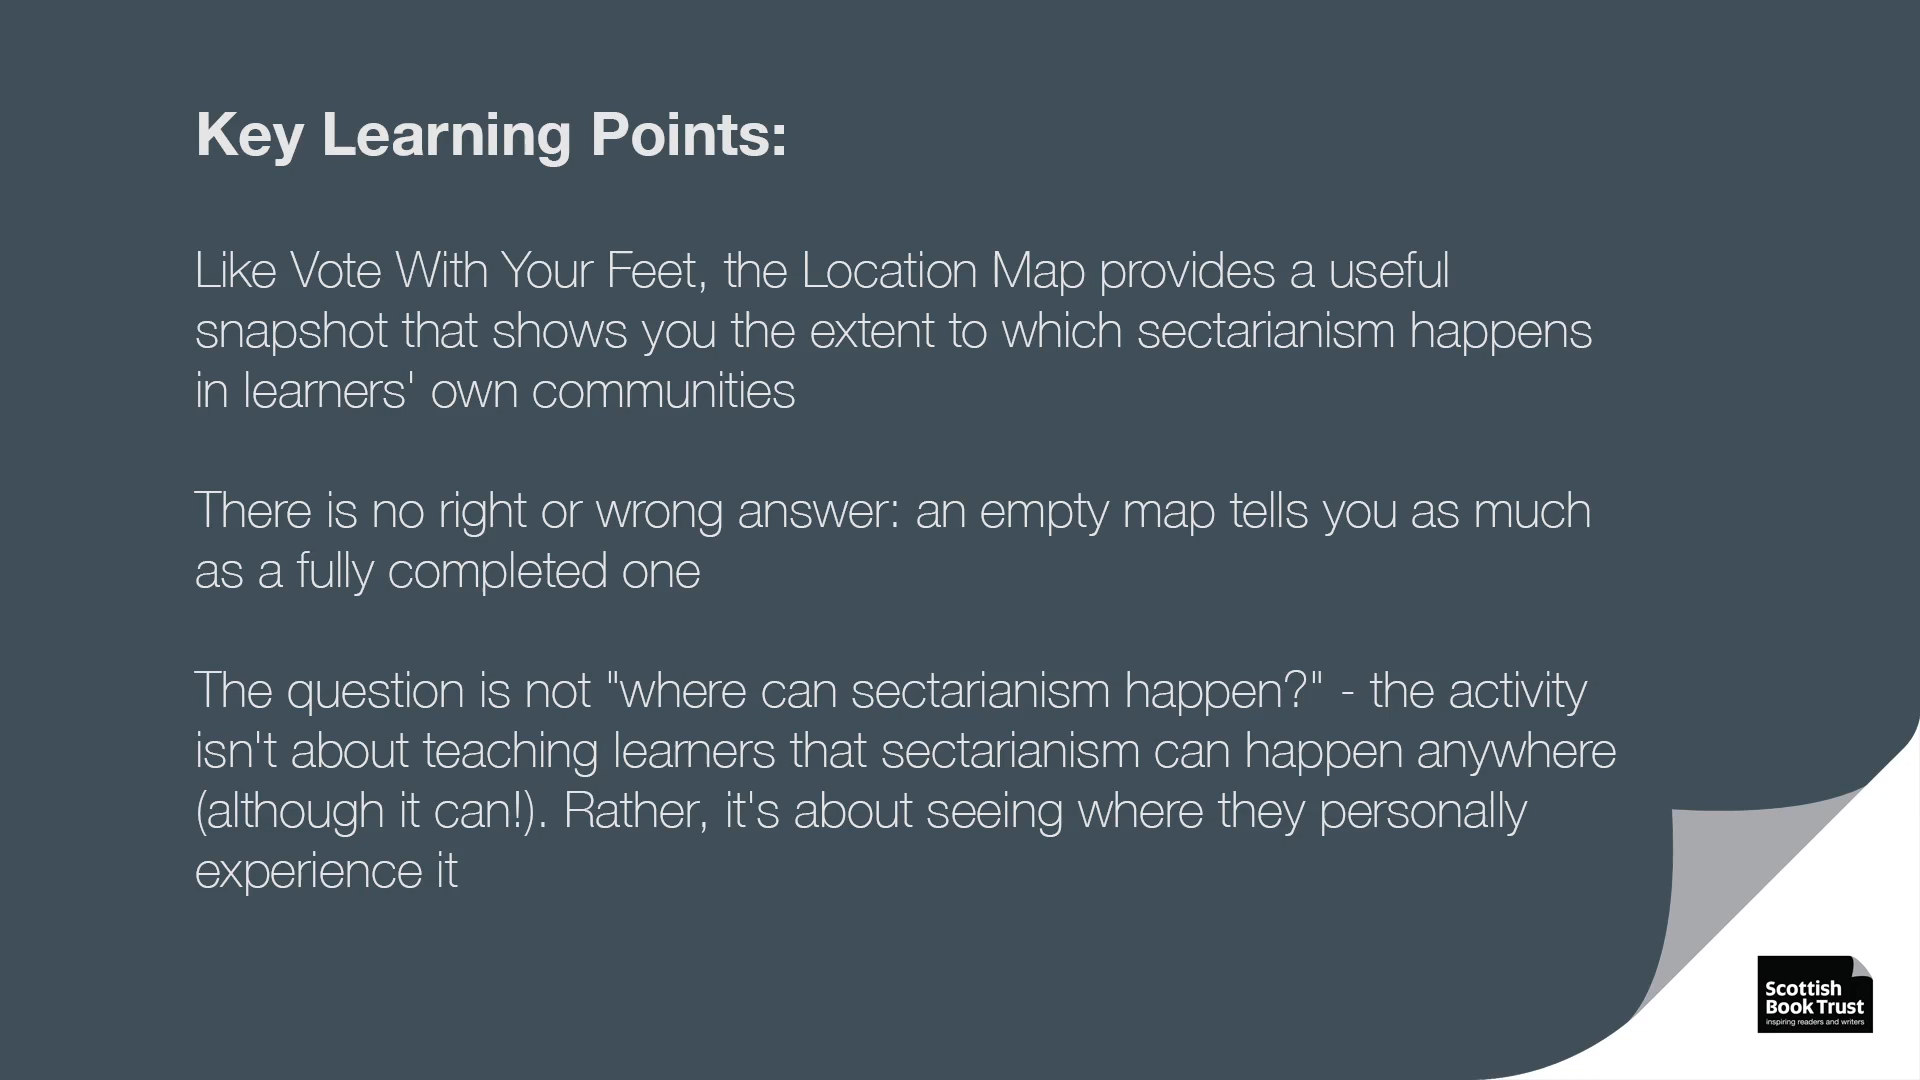 Key Learning Points:
Like Vote With Your Feet, the Location Map provides a useful
snapshot that shows you the extent to which sectarianism happens
in learners' own communities
There is no right or wrong answer: an empty map tells you as much
as a fully completed one
The question is not "where can sectarianism happen?" - the activity
isn't about teaching learners that sectarianism can happen anywhere
(although it can!). Rather, it's about seeing where they personally
experience it
Scottish
Book Trust
inspiring readers and writers